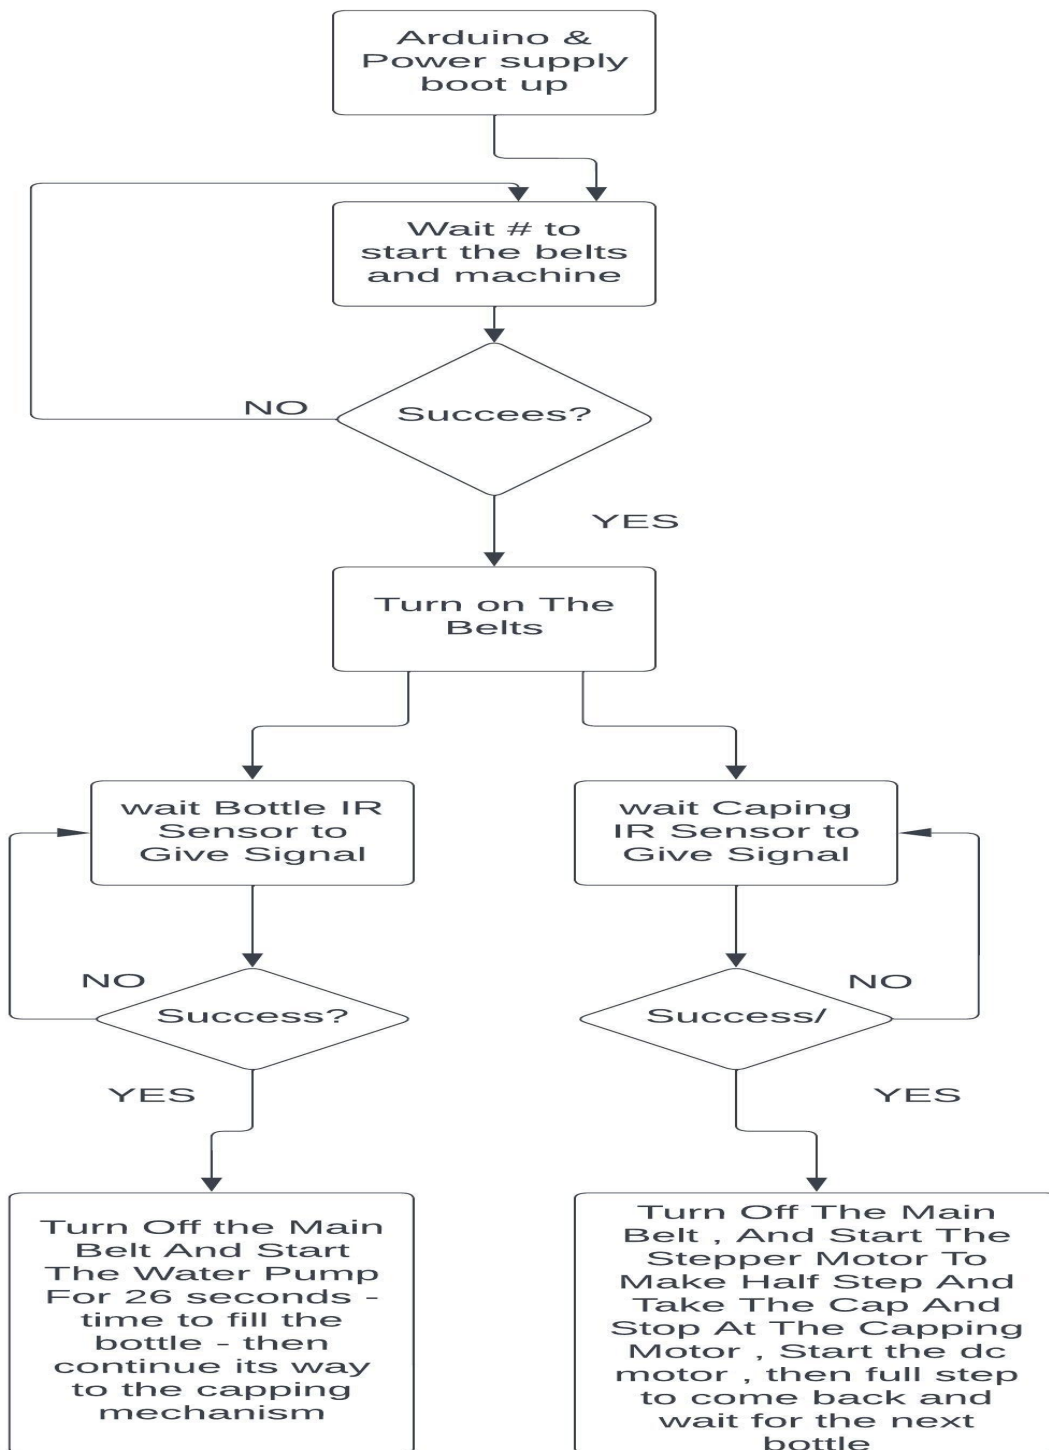 Arduino &
Power supply
boot up
Wait # to
start the belts
and machine
NO
Succees?
YES
Turn on The
Belts
wait Bottle IR
Sensor to
Give Signal
wait Caping
IR Sensor to
Give Signal
NO
Success?
YES
NO
Success/
YES
Turn Off the Main
Belt And Start
The Water Pump
For 26 seconds -
time to fill the
bottle - then
continue its way
to the capping
mechanism
Turn Off The Main
Belt , And Start The
Stepper Motor To
Make Half Step And
Take The Cap And
Stop At The Capping
Motor , Start the dc
motor , then full step
to come back and
wait for the next
bottle